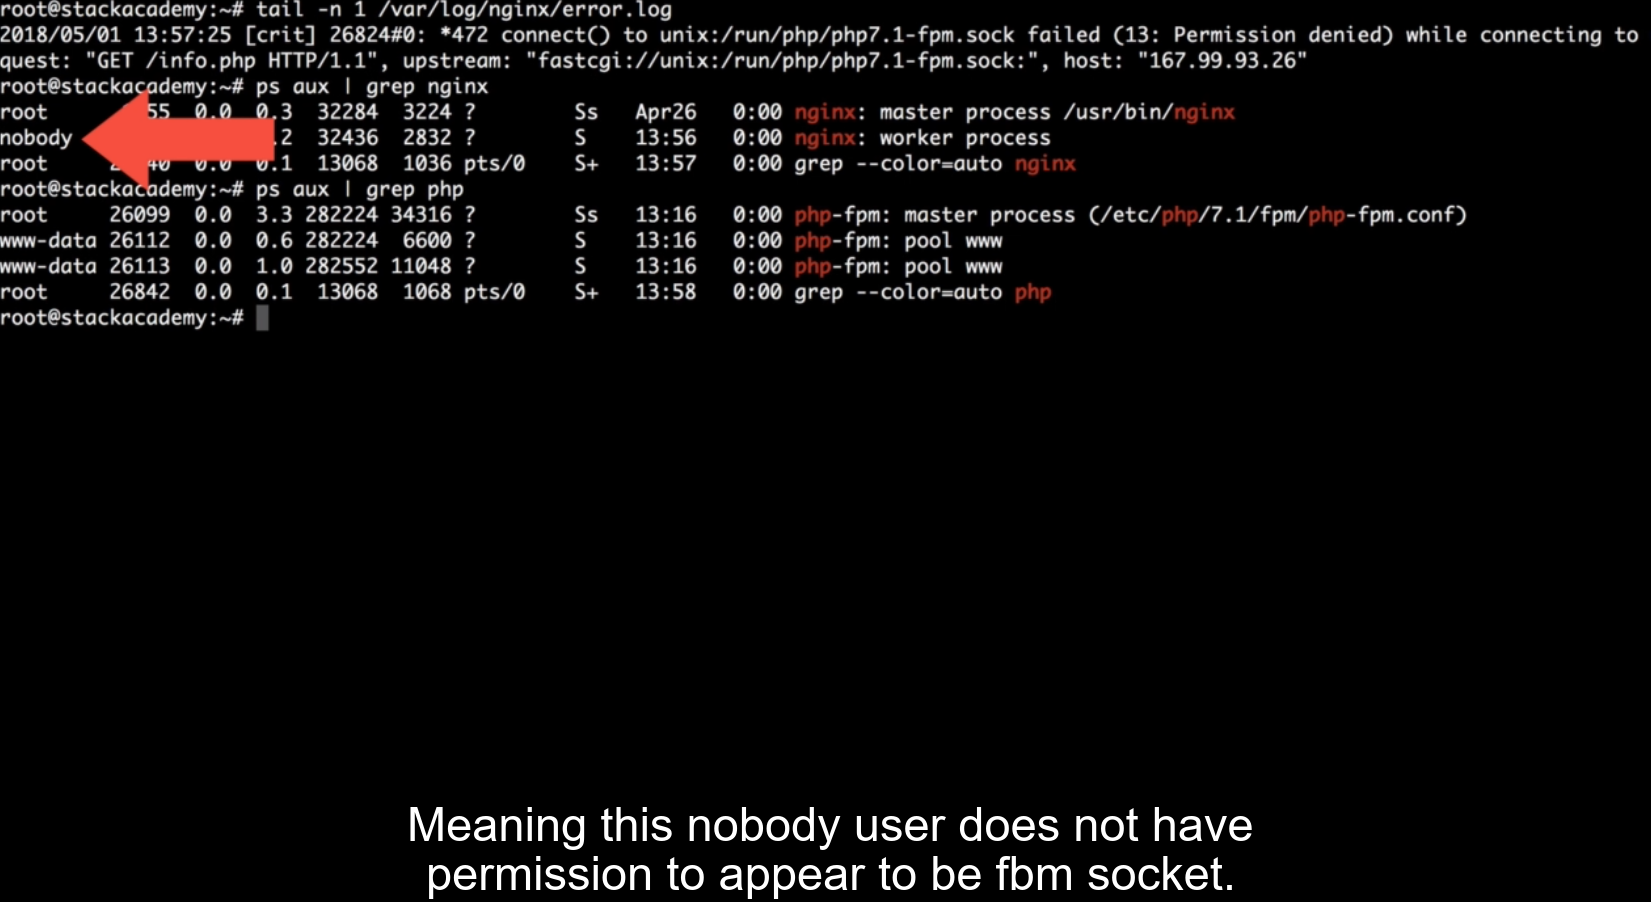 root@stackacademy:~# tail -n 1 /var/log/nginx/error.log
2018/05/01 13:57:25 [crit] 26824#0: *472 connect() to unix:/run/php/php7.1-fpm.sock failed (13: Permission denied) while connecting to
quest: "GET /info.php HTTP/1.1", upstream: "fastcgi://unix:/run/php/php7.1-fpm.sock:", host: "167.99.93.26"
root@stackacademy:~# ps aux | grep nginx
root 0.0 0.3 32284 3224 ? Ss Apr26 0:00 nginx: master process /usr/bin/nginx
nobody 32436 2832 ? S 13:56 0:00 nginx: worker process
root 0.0 0.1 13068 1036 pts/0 S+ 13:57 0:00 grep --color=auto nginx
root@stackacademy:~# ps aux | grep php
root 26099 0.0 3.3 282224 34316 ? Ss 13:16 0:00 php-fpm: master process (/etc/php/7.1/fpm/php-fpm.conf)
www-data 26112 0.0 0.6 282224 6600 ? S 13:16 0:00 php-fpm: pool www
www-data 26113 0.0 1.0 282552 11048 ? S 13:16 0:00 php-fpm: pool www
root 26842 0.0 0.1 13068 1068 pts/0 S+ 13:58 0:00 grep --color=auto php
root@stackacademy:~#
Meaning this nobody user does not have
permission to appear to be fbm socket.